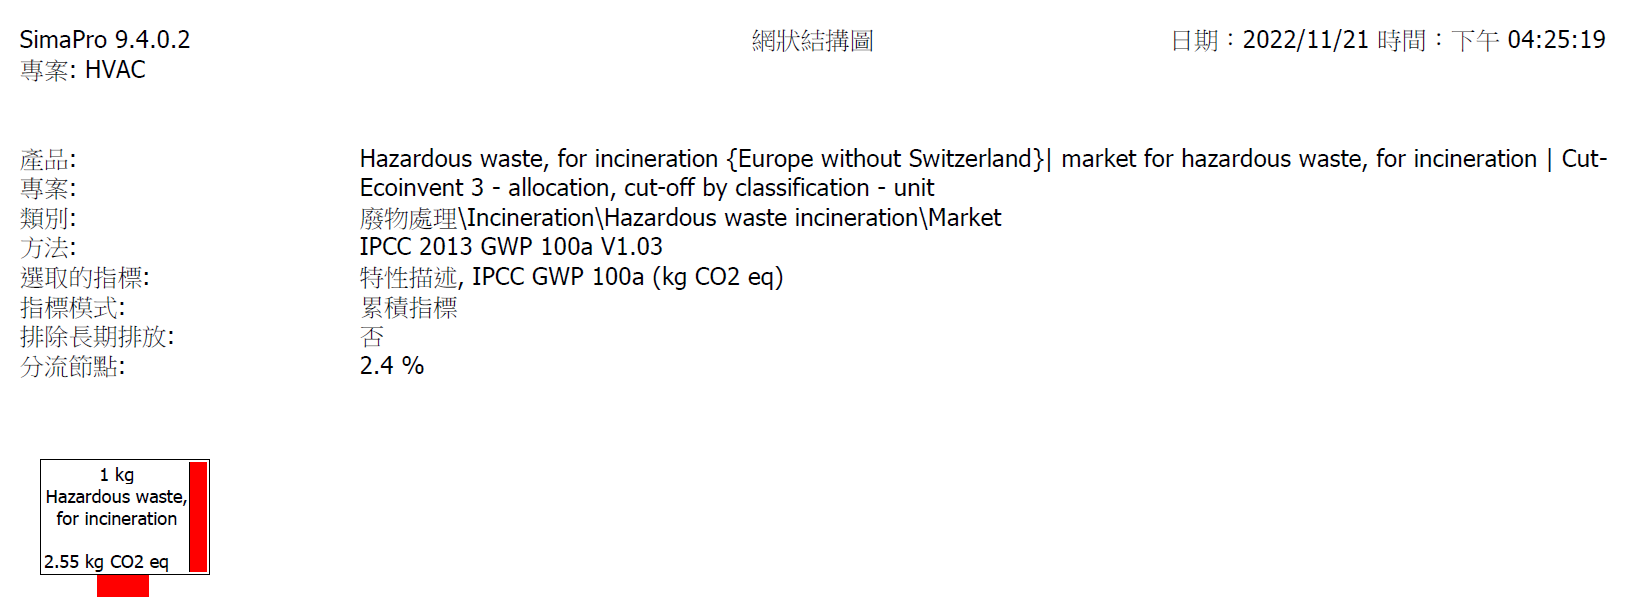 SimaPro 9.4.0.2 網狀結搆圖 日期：2022/11/21 時間：下午 04:25:19
專案: HVAC
產品: Hazardous waste, for incineration {Europe without Switzerland}| market for hazardous waste, for incineration | Cut-
專案: Ecoinvent 3 - allocation, cut-off by classification - unit
類別: 廢物處理\Incineration\Hazardous waste incineration\Market
方法: IPCC 2013 GWP 100a V1.03
選取的指標: 特性描述, IPCC GWP 100a (kg CO2 eq)
指標模式: 累積指標
排除長期排放: 否
分流節點: 2.4 %
1 kg
Hazardous waste,
for incineration
2.55 kg CO2 eq